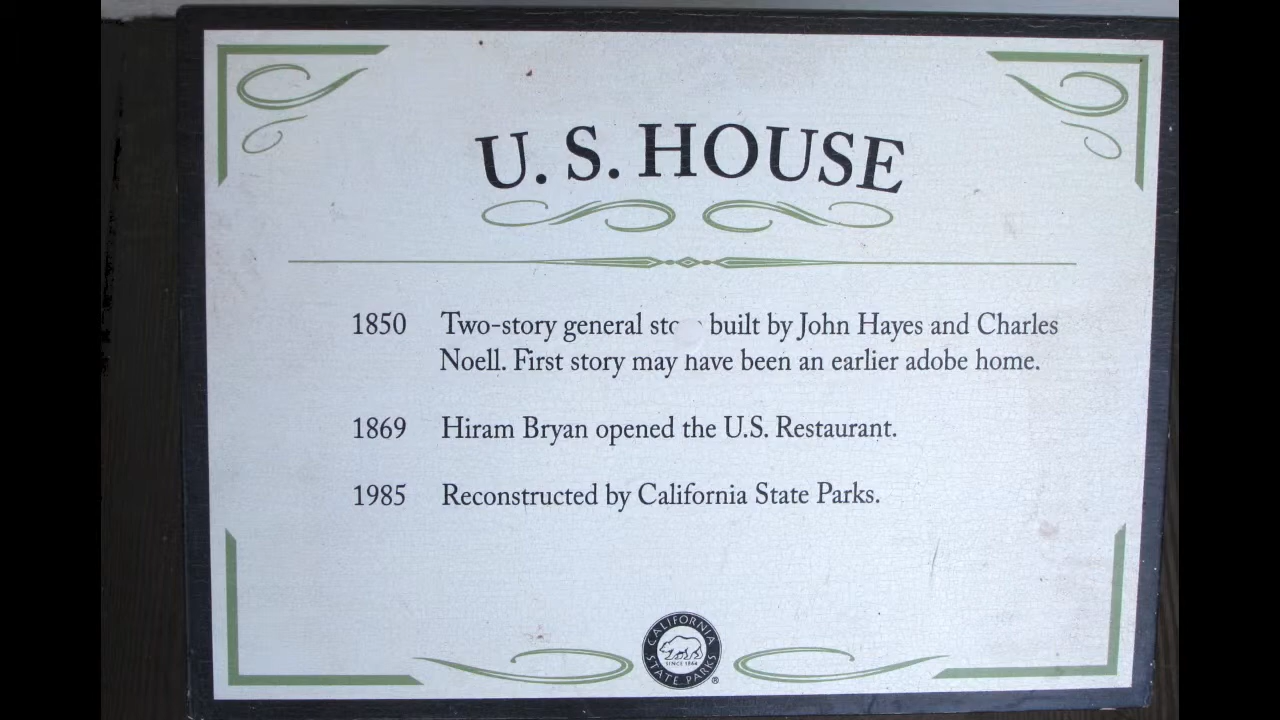 U. S. HOUSE
1850 Two-story general built by John Hayes and Charles
Noell. First story may have been an earlier adobe home.
1869 Hiram Bryan opened the U.S. Restaurant.
1985 Reconstructed by California State Parks.
CALIFORNIA
SINCE 1864
STATE PARKS
®